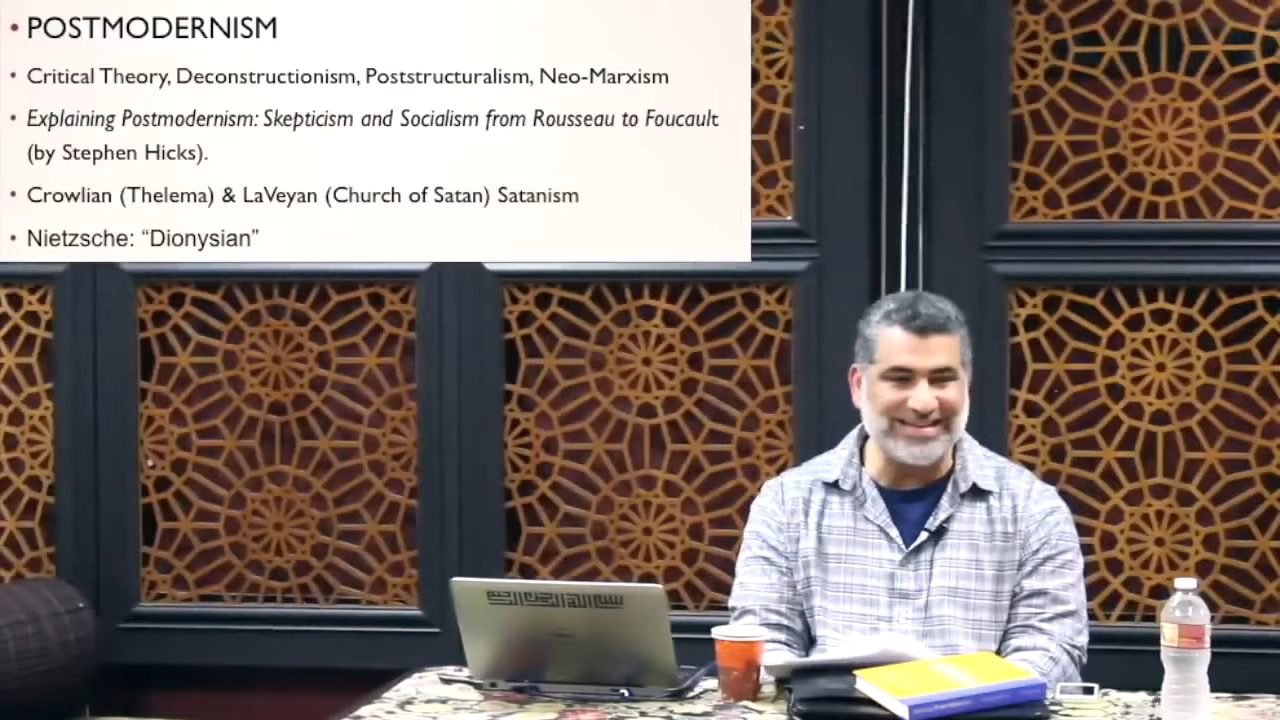 POSTMODERNISM
Critical Theory, Deconstructionism, Poststructuralism, Neo-Marxism
Explaining Postmodernism: Skepticism and Socialism from Rousseau to Foucault
(by Stephen Hicks).
Crowlian (Thelema) & LaVeyan (Church of Satan) Satanism
Nietzsche: “Dionysian”